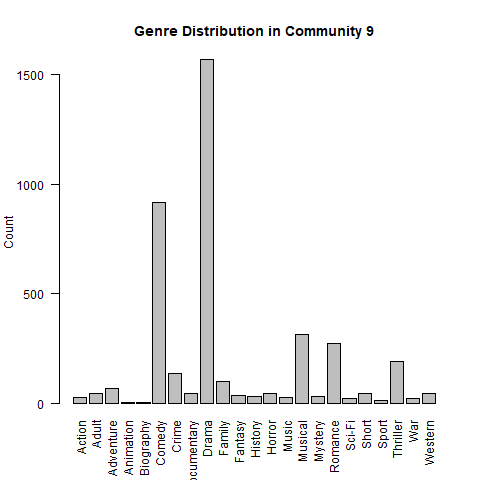 Genre Distribution in Community 9
Count
1500
1000
500
0
Action
Adult
Adventure
Animation
Biography
Comedy
Crime
ocumentary
Drama
Family
Fantasy
History
Horror
Music
Musical
Mystery
Romance
Sci-Fi
Short
Sport
Thriller
War
Western